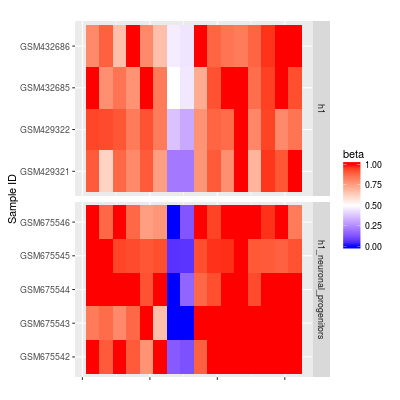 GSM432686
GSM432685
GSM429322
GSM429321
h1
GSM675546
GSM675545
GSM675544
GSM675543
GSM675542
h1_neuronal_progenitors
Sample ID
beta
1.00
0.75
0.50
0.25
0.00